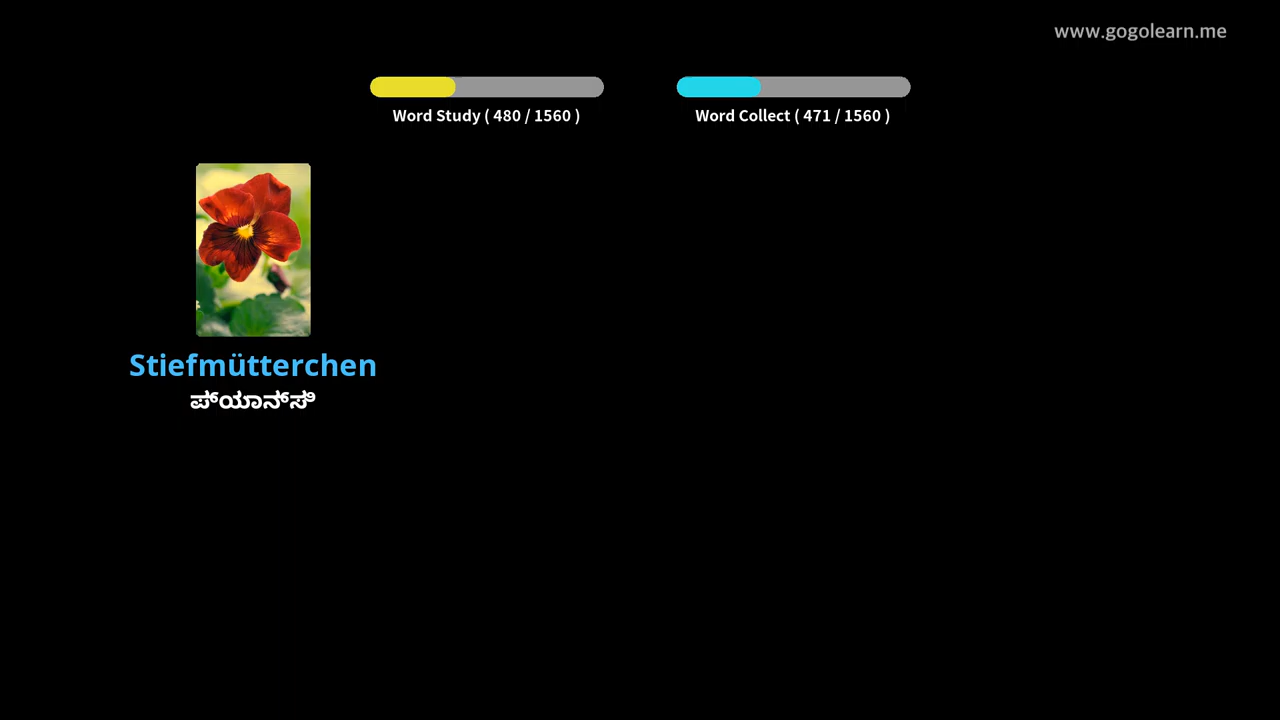 www.gogolearn.me
Word Study ( 480 / 1560 )
Word Collect ( 471 / 1560 )
Stiefmütterchen
ಪ್ಯಾನ್ಸಿ